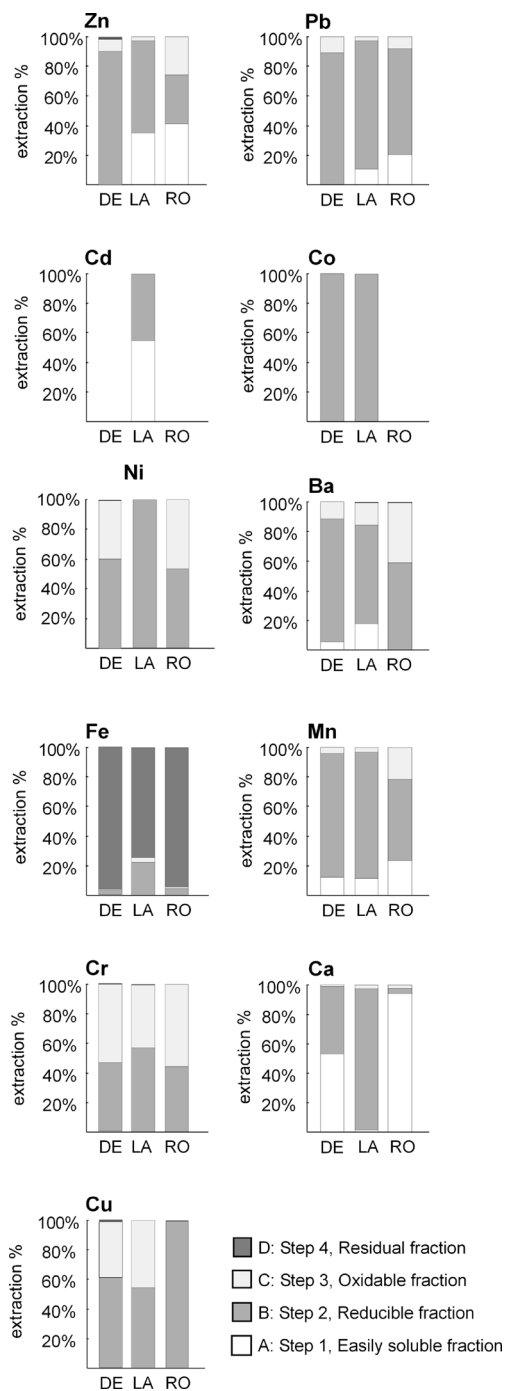 Zn
100%
80%
60%
40%
20%
extraction %
DE LA RO
Pb
100%
80%
60%
40%
20%
extraction %
DE LA RO
Cd
100%
80%
60%
40%
20%
extraction %
DE LA RO
Co
100%
80%
60%
40%
20%
extraction %
DE LA RO
Ni
100%
80%
60%
40%
20%
extraction %
DE LA RO
Ba
100%
80%
60%
40%
20%
extraction %
DE LA RO
Fe
100%
80%
60%
40%
20%
extraction %
DE LA RO
Mn
100%
80%
60%
40%
20%
extraction %
DE LA RO
Cr
100%
80%
60%
40%
20%
extraction %
DE LA RO
Ca
100%
80%
60%
40%
20%
extraction %
DE LA RO
Cu
100%
80%
60%
40%
20%
extraction %
DE LA RO
D: Step 4, Residual fraction
C: Step 3, Oxidable fraction
B: Step 2, Reducible fraction
A: Step 1, Easily soluble fraction